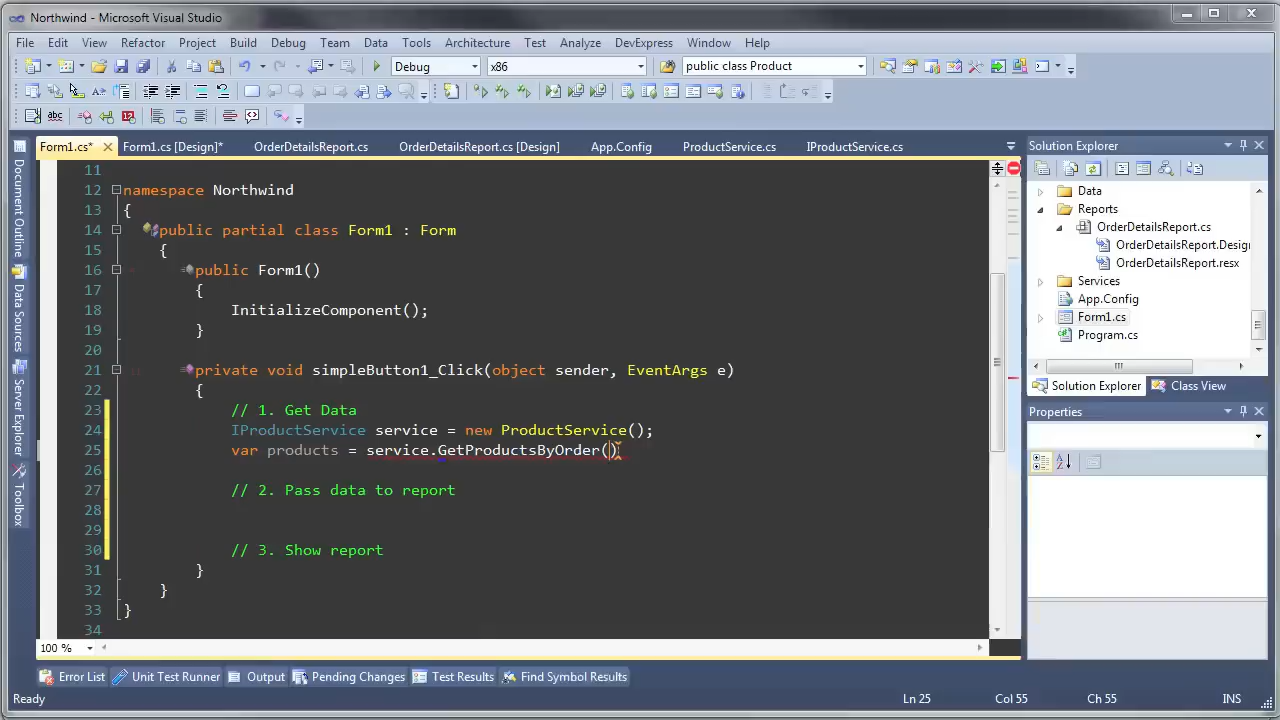 Northwind - Microsoft Visual Studio
File Edit View Refactor Project Build Debug Team Data Tools Architecture Test Analyze DevExpress Window Help
Debug x86 public class Product
Form1.cs* Form1.cs [Design]* OrderDetailsReport.cs OrderDetailsReport.cs [Design] App.Config ProductService.cs IProductService.cs
11
12 namespace Northwind
13 {
14 public partial class Form1 : Form
15 {
16 public Form1()
17 {
18 InitializeComponent();
19 }
20
21 private void simpleButton1_Click(object sender, EventArgs e)
22 {
23 // 1. Get Data
24 IProductService service = new ProductService();
25 var products = service.GetProductsByOrder()
26
27 // 2. Pass data to report
28
29
30 // 3. Show report
31 }
32 }
33 }
34
100 %
Document Outline
Data Sources
Server Explorer
Toolbox
Solution Explorer
Data
Reports
OrderDetailsReport.cs
OrderDetailsReport.Desig
OrderDetailsReport.resx
Services
App.Config
Form1.cs
Program.cs
Solution Explorer Class View
Properties
Error List Unit Test Runner Output Pending Changes Test Results Find Symbol Results
Ready Ln 25 Col 55 Ch 55 INS